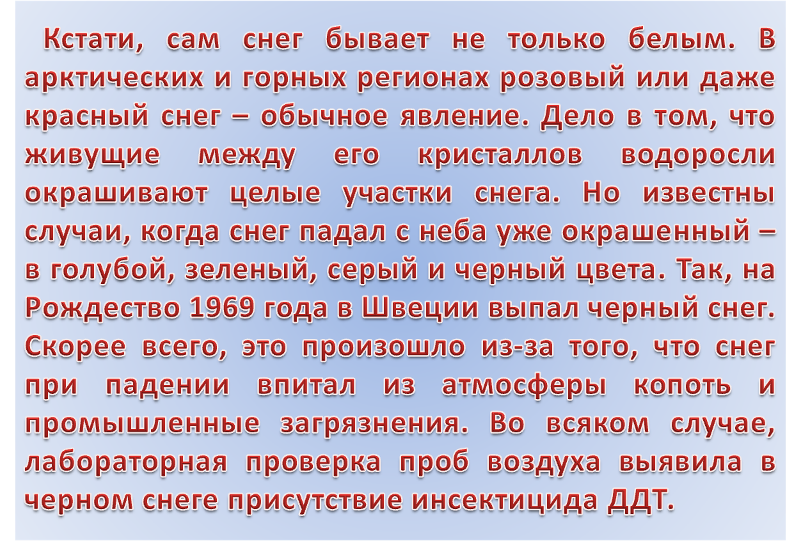 Кстати, сам снег бывает не только белым. В
арктических и горных регионах розовый или даже
красный снег – обычное явление. Дело в том, что
живущие между его кристаллов водоросли
окрашивают целые участки снега. Но известны
случаи, когда снег падал с неба уже окрашенный –
в голубой, зеленый, серый и черный цвета. Так, на
Рождество 1969 года в Швеции выпал черный снег.
Скорее всего, это произошло из-за того, что снег
при падении впитал из атмосферы копоть и
промышленные загрязнения. Во всяком случае,
лабораторная проверка проб воздуха выявила в
черном снеге присутствие инсектицида ДДТ.